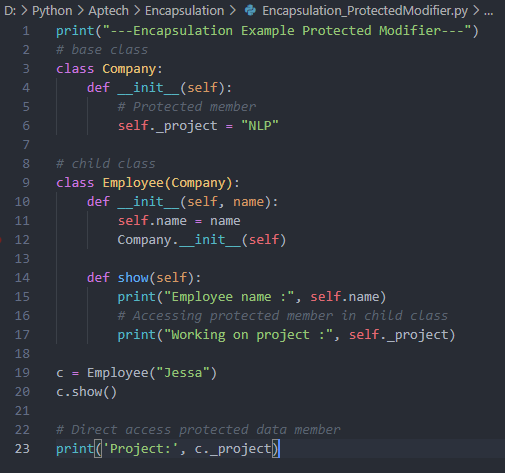 D: > Python > Aptech > Encapsulation > Encapsulation_ProtectedModifier.py > ...
1 print("---Encapsulation Example Protected Modifier---")
2 # base class
3 class Company:
4     def __init__(self):
5         # Protected member
6         self._project = "NLP"
7
8 # child class
9 class Employee(Company):
10     def __init__(self, name):
11         self.name = name
12         Company.__init__(self)
13
14     def show(self):
15         print("Employee name :", self.name)
16         # Accessing protected member in child class
17         print("Working on project :", self._project)
18
19 c = Employee("Jessa")
20 c.show()
21
22 # Direct access protected data member
23 print('Project:', c._project)